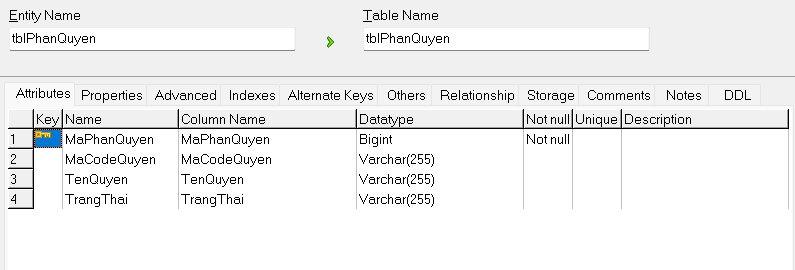 Entity Name Table Name
tblPhanQuyen tblPhanQuyen
Attributes Properties Advanced Indexes Alternate Keys Others Relationship Storage Comments Notes DDL
Key Name Column Name Datatype Not null Unique Description
1 MaPhanQuyen MaPhanQuyen Bigint Not null
2 MaCodeQuyen MaCodeQuyen Varchar(255)
3 TenQuyen TenQuyen Varchar(255)
4 TrangThai TrangThai Varchar(255)